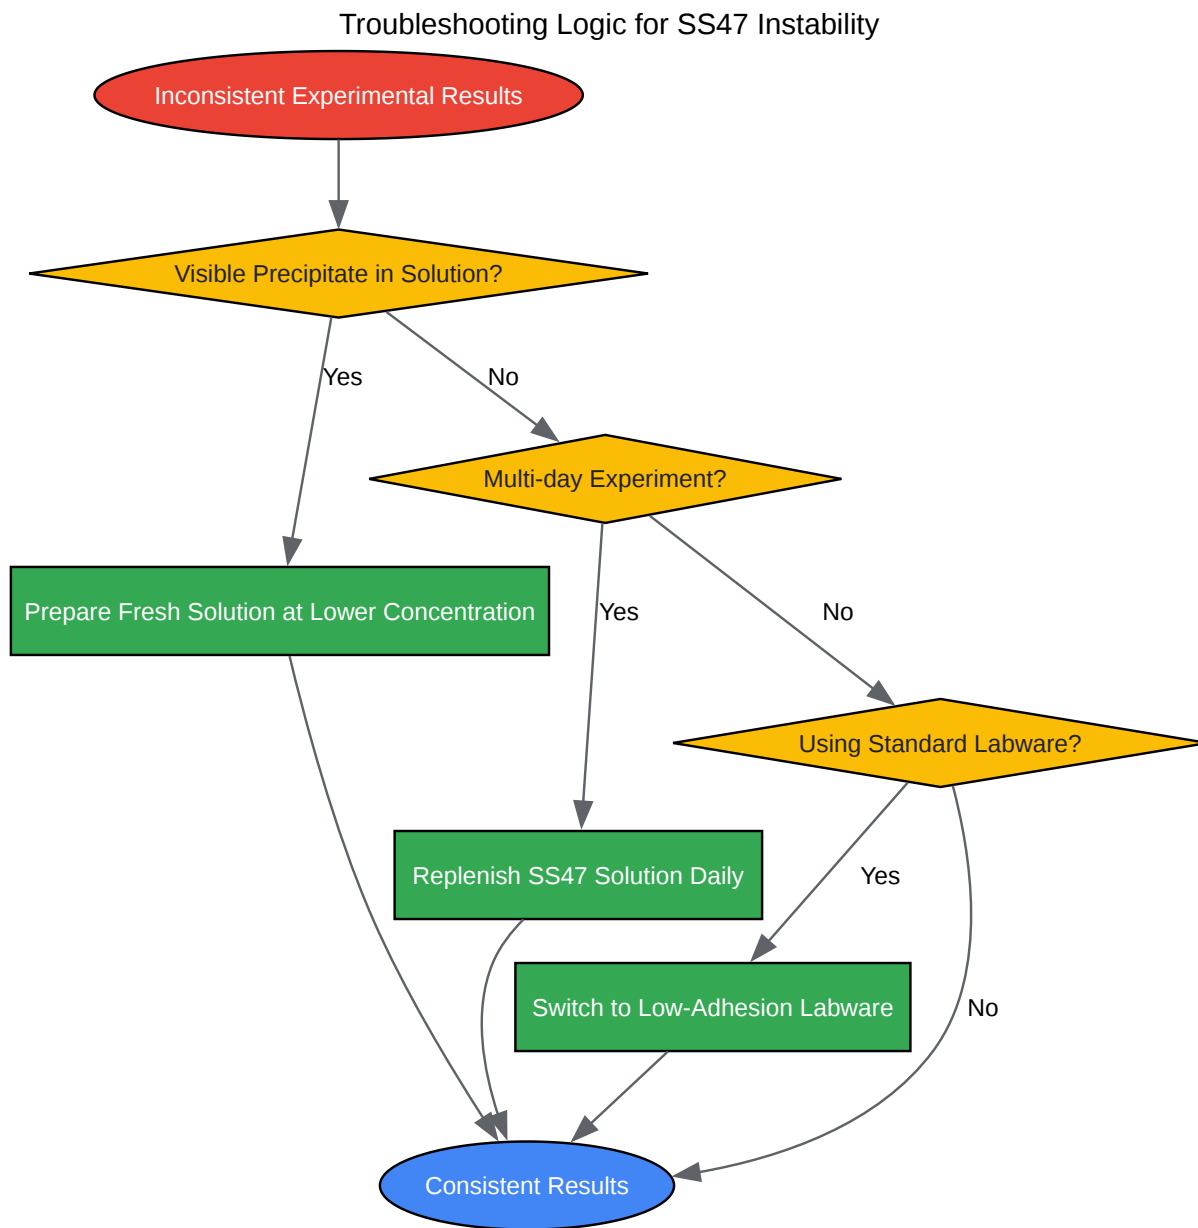 Troubleshooting Logic for SS47 Instability
Inconsistent Experimental Results
Visible Precipitate in Solution?
Yes
No
Multi-day Experiment?
Prepare Fresh Solution at Lower Concentration
Yes
No
Using Standard Labware?
Replenish SS47 Solution Daily
Yes
Switch to Low-Adhesion Labware
No
Consistent Results